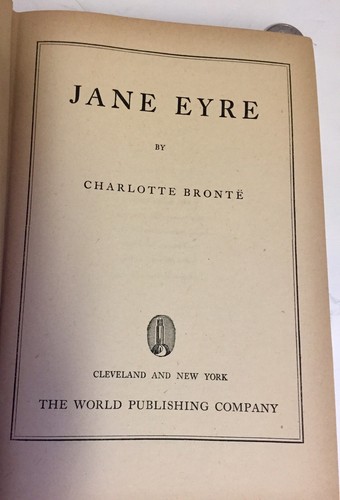 JANE EYRE
BY
CHARLOTTE BRONTË
CLEVELAND AND NEW YORK
THE WORLD PUBLISHING COMPANY